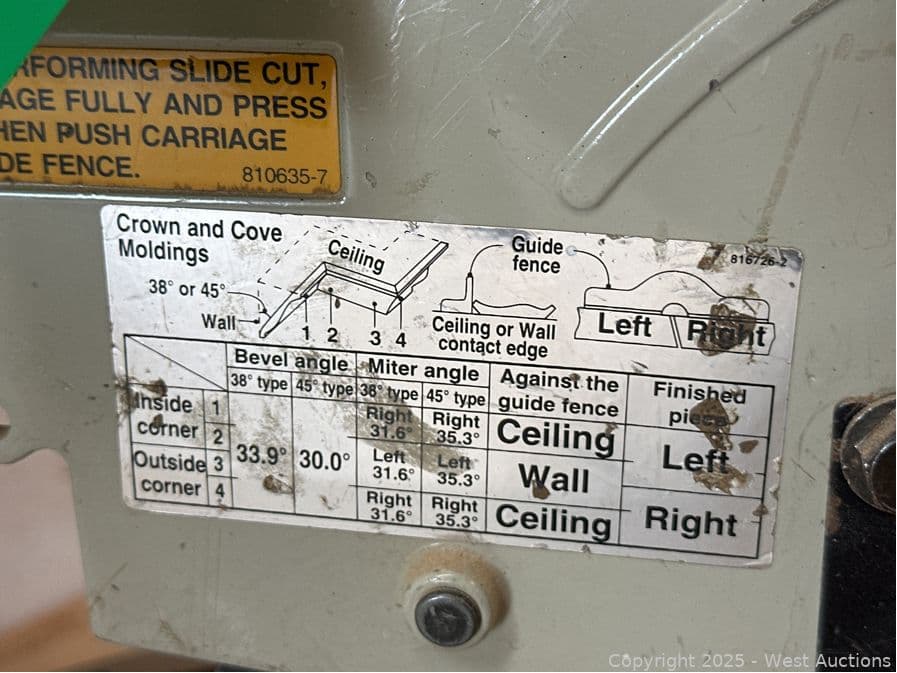 RFORMING SLIDE CUT,
AGE FULLY AND PRESS
HEN PUSH CARRIAGE
DE FENCE.
810635-7
Crown and Cove
Moldings
Ceiling
Guide
fence
816726-2
38° or 45°
Wall
1 2 3 4
Ceiling or Wall
contact edge
Left Right
Bevel angle Miter angle Against the guide fence Finished piece
38° type 45° type 38° type 45° type
Inside corner 1 33.9° 30.0° Right 31.6° Right 35.3° Ceiling Left
2 Left 31.6° Left 35.3° Wall
Outside corner 3 Right
4 Right 31.6° Right 35.3° Ceiling
Copyright 2025 - West Auctions